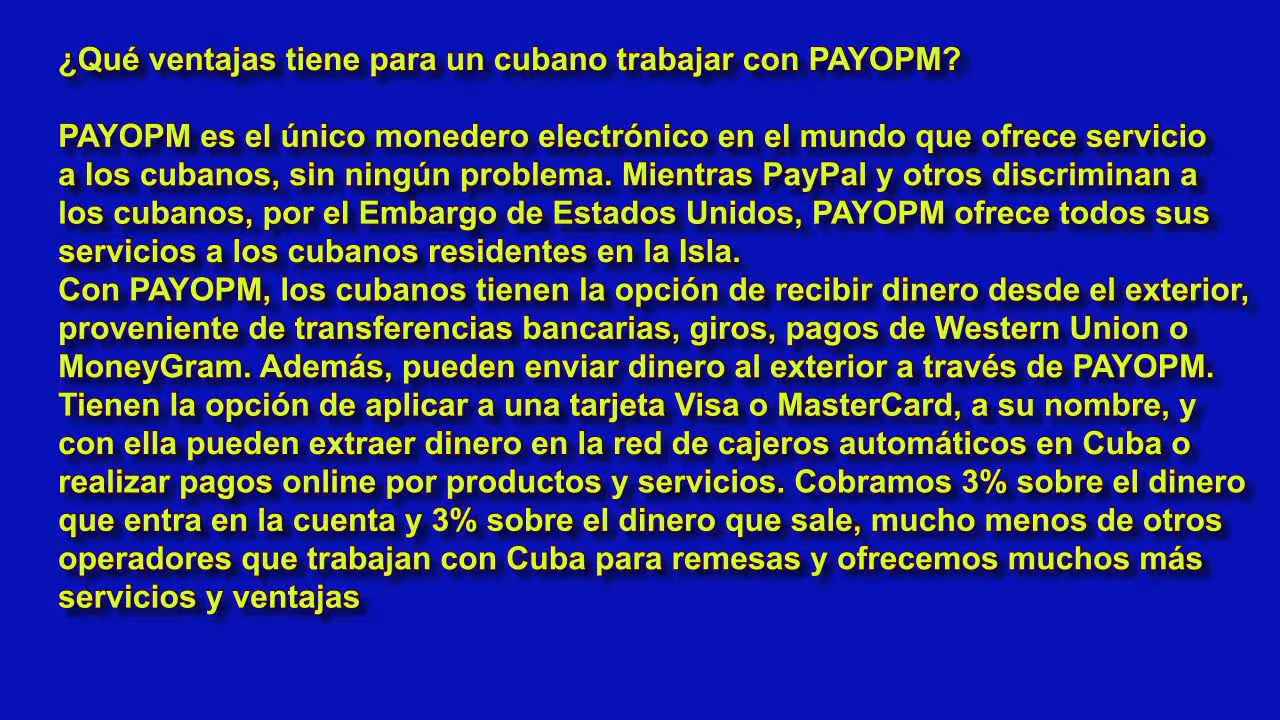 ¿Qué ventajas tiene para un cubano trabajar con PAYOPM?
PAYOPM es el único monedero electrónico en el mundo que ofrece servicio
a los cubanos, sin ningún problema. Mientras PayPal y otros discriminan a
los cubanos, por el Embargo de Estados Unidos, PAYOPM ofrece todos sus
servicios a los cubanos residentes en la Isla.
Con PAYOPM, los cubanos tienen la opción de recibir dinero desde el exterior,
proveniente de transferencias bancarias, giros, pagos de Western Union o
MoneyGram. Además, pueden enviar dinero al exterior a través de PAYOPM.
Tienen la opción de aplicar a una tarjeta Visa o MasterCard, a su nombre, y
con ella pueden extraer dinero en la red de cajeros automáticos en Cuba o
realizar pagos online por productos y servicios. Cobramos 3% sobre el dinero
que entra en la cuenta y 3% sobre el dinero que sale, mucho menos de otros
operadores que trabajan con Cuba para remesas y ofrecemos muchos más
servicios y ventajas